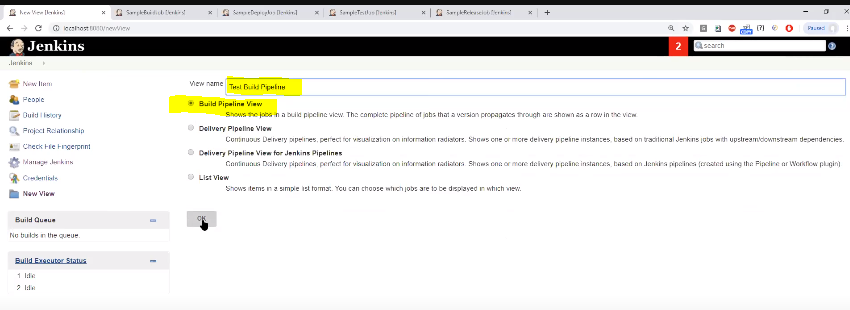 New View [Jenkins]
SampleBuildJob [Jenkins]
SampleDeployJob [Jenkins]
SampleTestJob [Jenkins]
SampleReleaseJob [Jenkins]
localhost:8080/newView
Paused
Jenkins
2
search
Jenkins
New Item
People
Build History
Project Relationship
Check File Fingerprint
Manage Jenkins
Credentials
New View
Build Queue
No builds in the queue.
Build Executor Status
1 Idle
2 Idle
View name
Test Build Pipeline
Build Pipeline View
Shows the jobs in a build pipeline view. The complete pipeline of jobs that a version propagates through are shown as a row in the view.
Delivery Pipeline View
Continuous Delivery pipelines, perfect for visualization on information radiators. Shows one or more delivery pipeline instances, based on traditional Jenkins jobs with upstream/downstream dependencies.
Delivery Pipeline View for Jenkins Pipelines
Continuous Delivery pipelines, perfect for visualization on information radiators. Shows one or more delivery pipeline instances, based on Jenkins pipelines (created using the Pipeline or Workflow plugin)
List View
Shows items in a simple list format. You can choose which jobs are to be displayed in which view.
OK